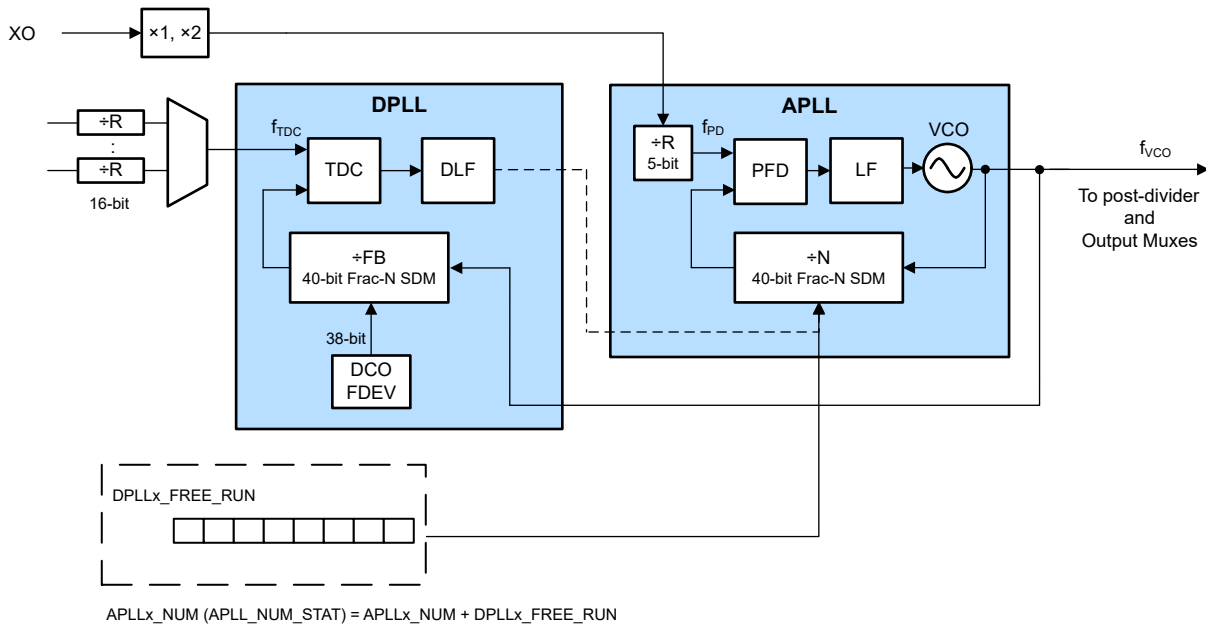 XO
×1, ×2
DPLL
APLL
÷R
:
÷R
16-bit
fTDC
TDC
DLF
÷FB
40-bit Frac-N SDM
38-bit
DCO
FDEV
÷R
5-bit
fPD
PFD
LF
VCO
÷N
40-bit Frac-N SDM
fVCO
To post-divider
and
Output Muxes
DPLLx_FREE_RUN
APLLx_NUM (APLL_NUM_STAT) = APLLx_NUM + DPLLx_FREE_RUN